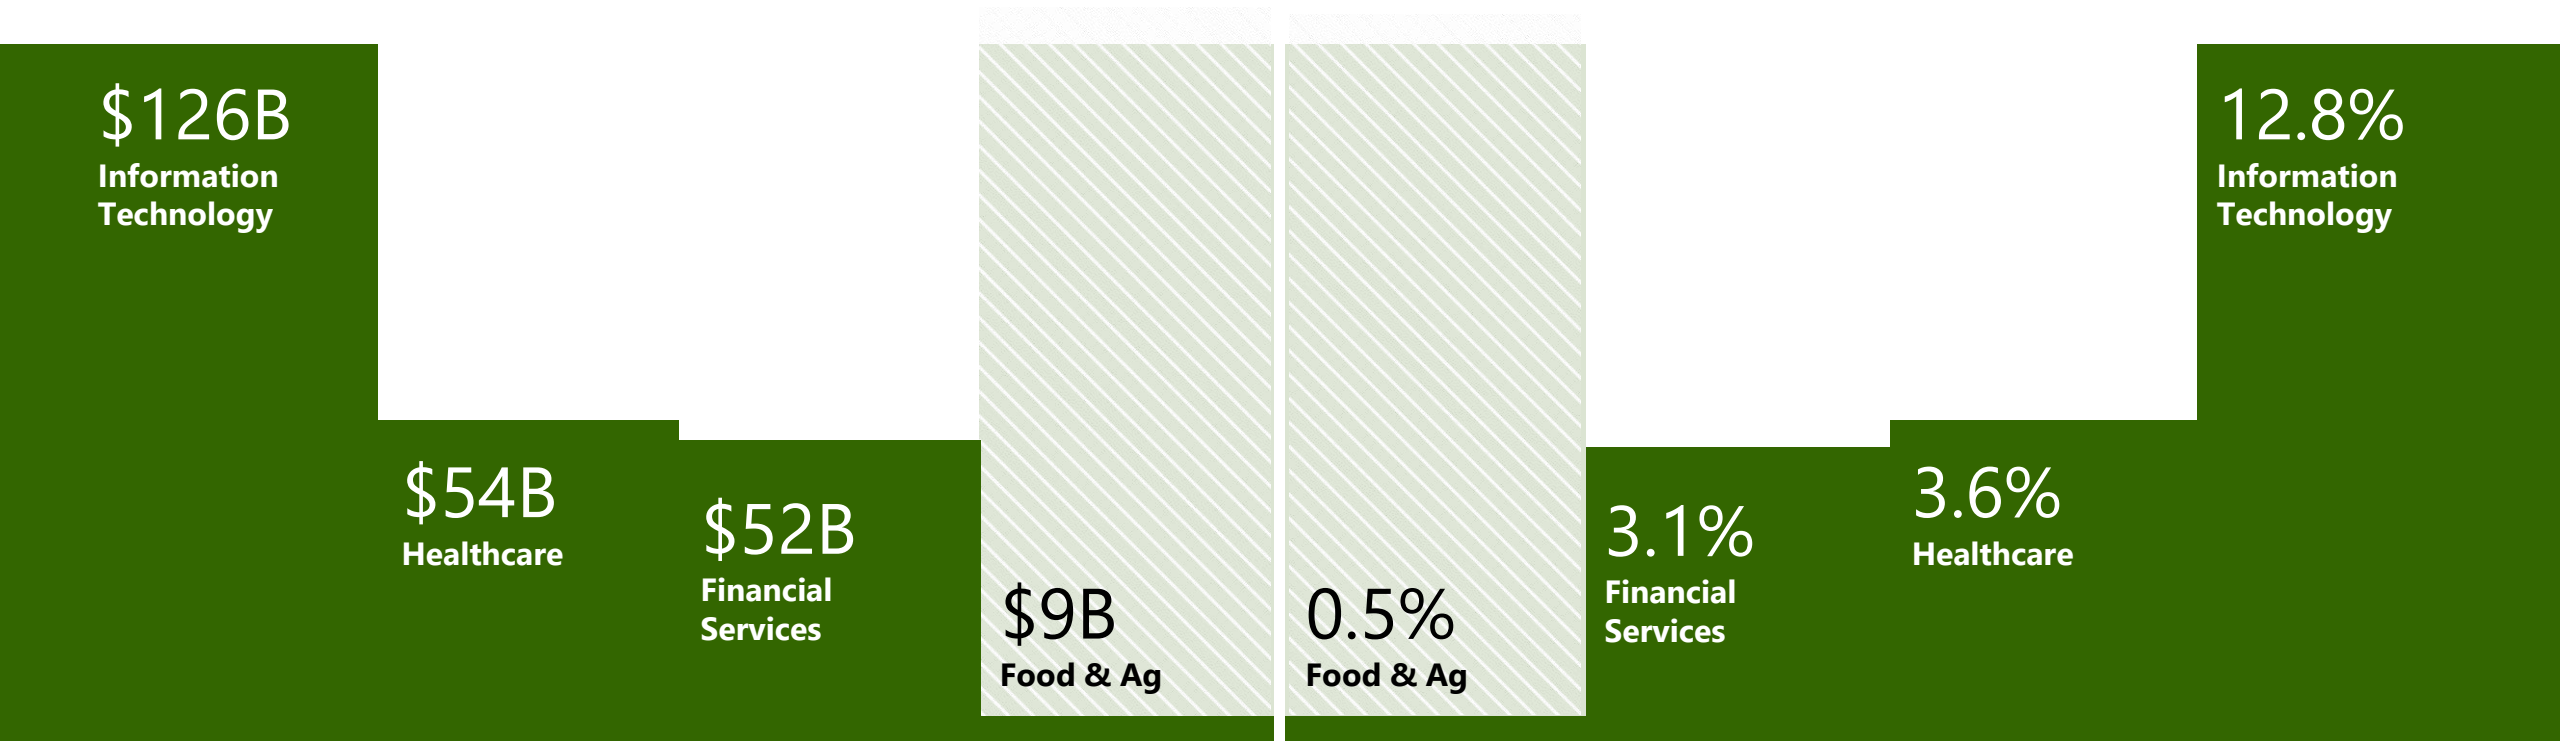 $126B
Information
Technology
$54B
Healthcare
$52B
Financial
Services
$9B
Food & Ag
0.5%
Food & Ag
3.1%
Financial
Services
3.6%
Healthcare
12.8%
Information
Technology